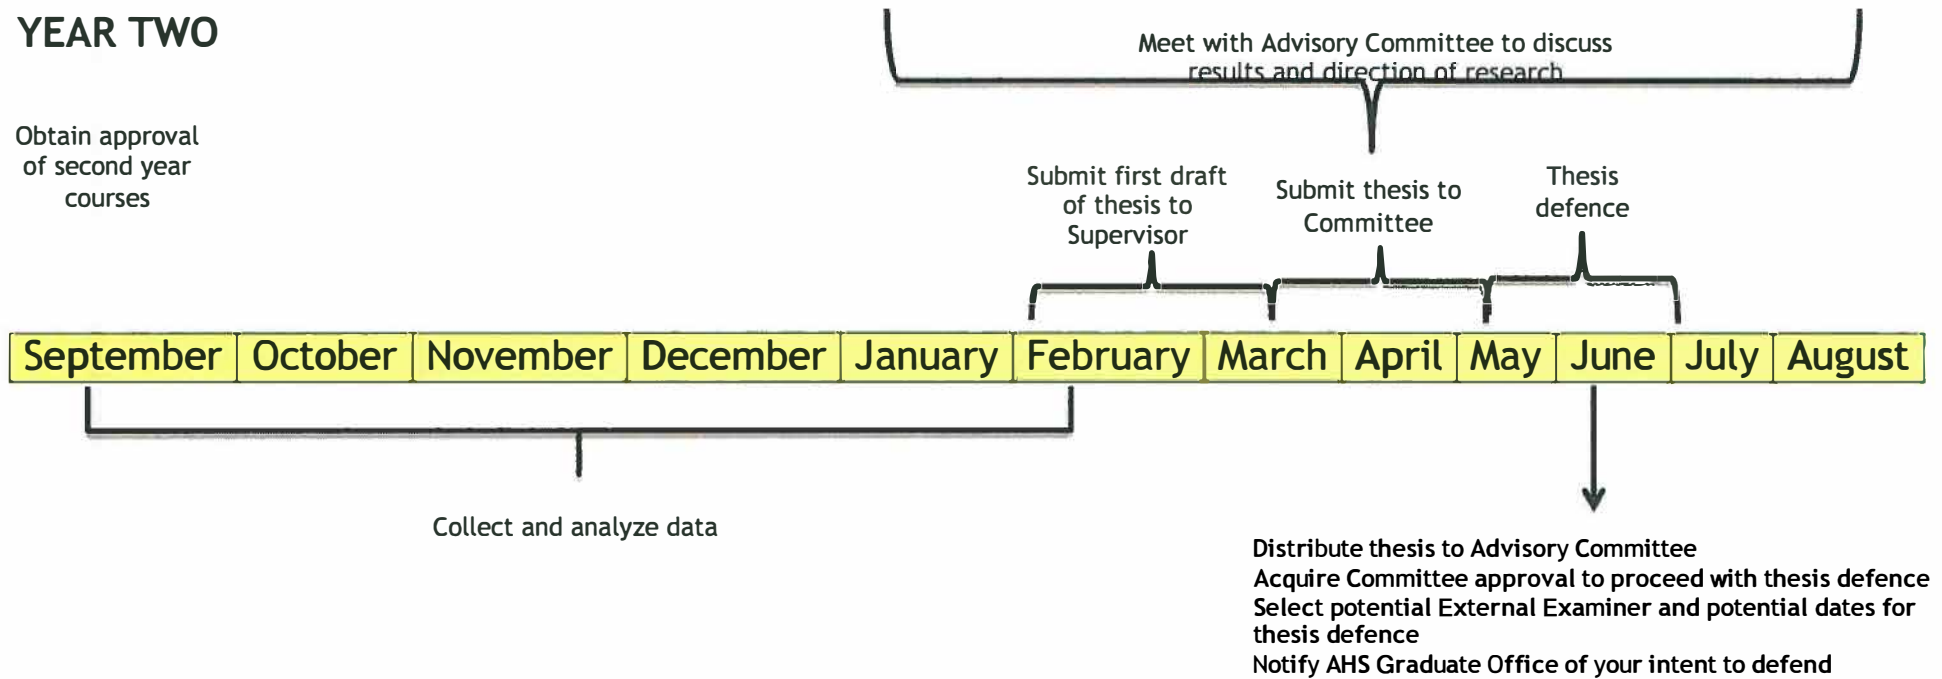 YEAR TWO
Meet with Advisory Committee to discuss
results and direction of research
Obtain approval
of second year
courses
Submit first draft
of thesis to
Supervisor
Submit thesis to
Committee
Thesis
defence
September October November December January February March April May June July August
Collect and analyze data
Distribute thesis to Advisory Committee
Acquire Committee approval to proceed with thesis defence
Select potential External Examiner and potential dates for
thesis defence
Notify AHS Graduate Office of your intent to defend